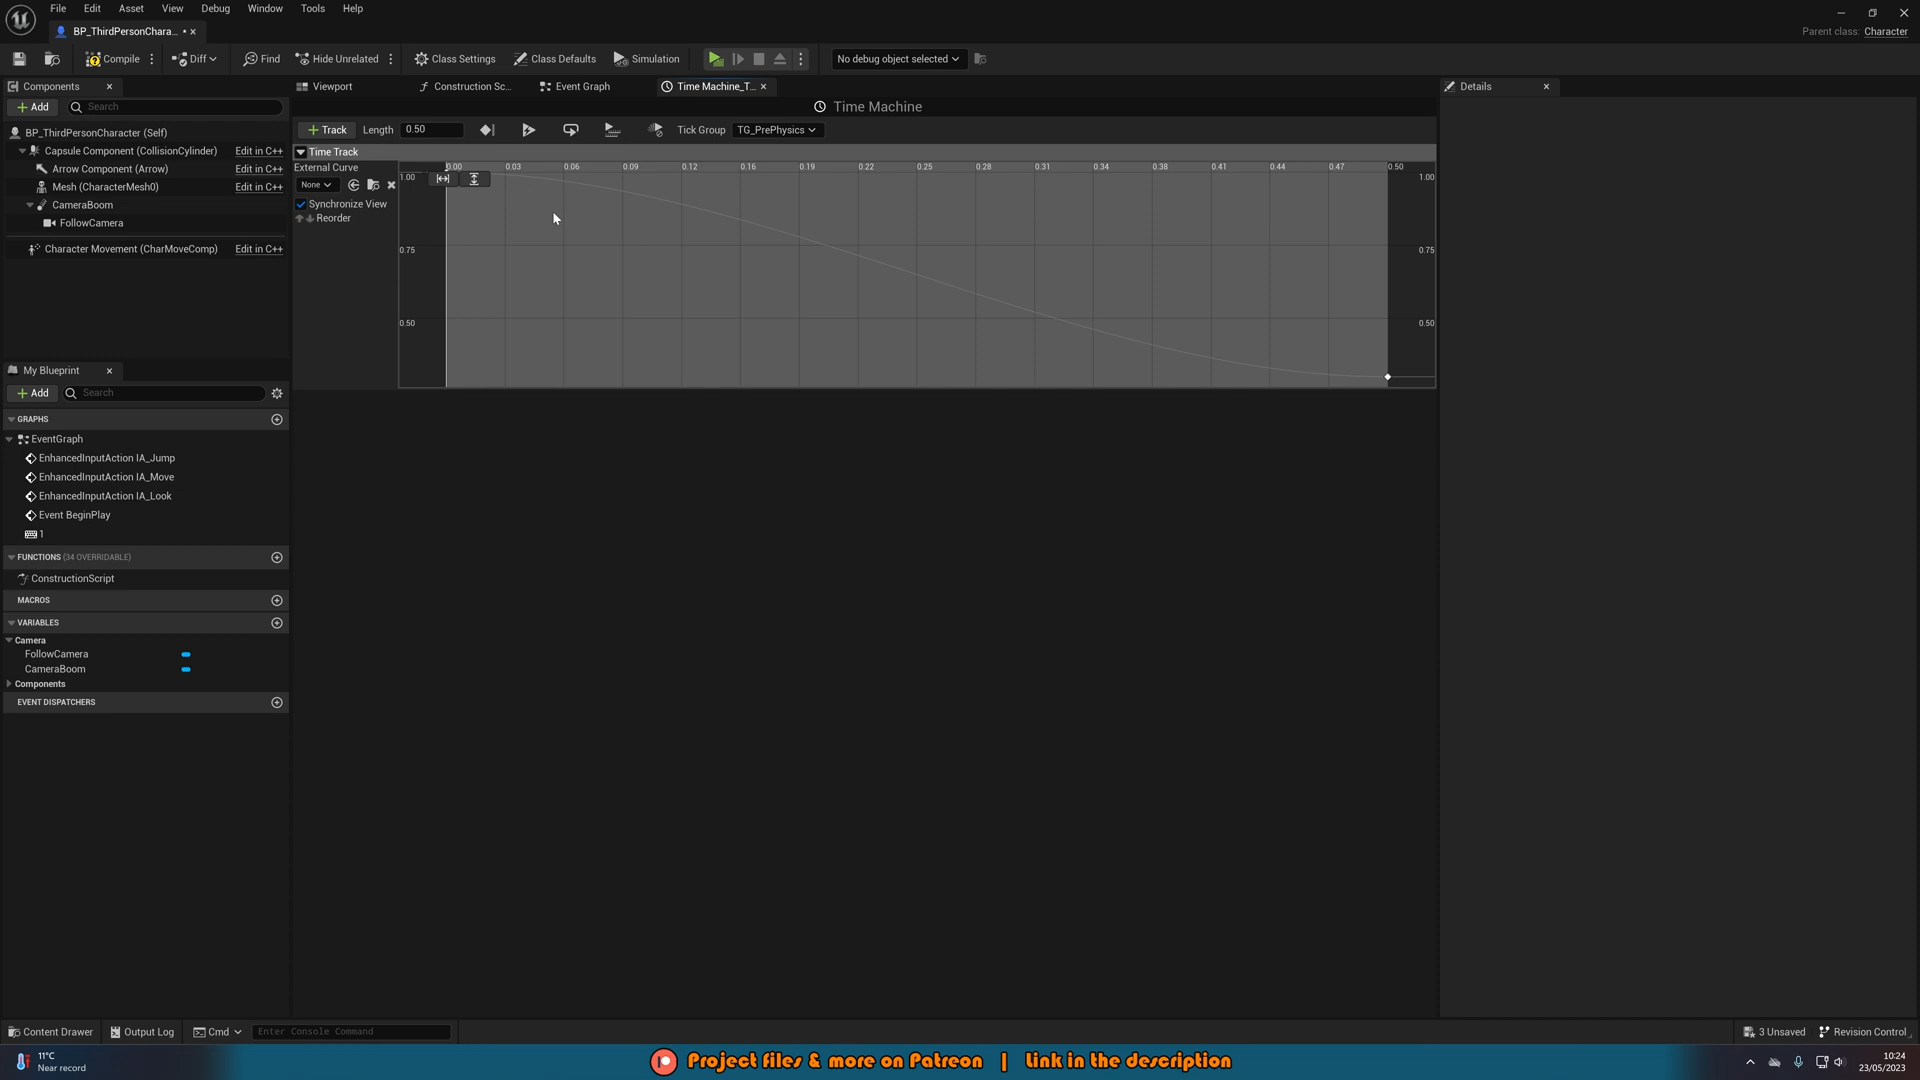 File Edit Asset View Debug Window Tools Help
BP_ThirdPersonChara...
Parent class: Character
Compile Diff Find Hide Unrelated Class Settings Class Defaults Simulation No debug object selected
Components
Viewport Construction Sc... Event Graph Time Machine_T...
Details
Add Search
Time Machine
Track Length 0.50 Tick Group TG_PrePhysics
BP_ThirdPersonCharacter (Self)
Capsule Component (CollisionCylinder) Edit in C++
Arrow Component (Arrow) Edit in C++
Mesh (CharacterMesh0) Edit in C++
CameraBoom
FollowCamera
Character Movement (CharMoveComp) Edit in C++
Time Track
External Curve
None
Synchronize View
Reorder
0.00 0.03 0.06 0.09 0.12 0.16 0.19 0.22 0.25 0.28 0.31 0.34 0.38 0.41 0.44 0.47 0.50
1.00 1.00
0.75 0.75
0.50 0.50
My Blueprint
Add Search
GRAPHS
EventGraph
EnhancedInputAction IA_Jump
EnhancedInputAction IA_Move
EnhancedInputAction IA_Look
Event BeginPlay
1
FUNCTIONS (34 OVERRIDABLE)
ConstructionScript
MACROS
VARIABLES
Camera
FollowCamera
CameraBoom
Components
EVENT DISPATCHERS
Content Drawer Output Log Cmd Enter Console Command
3 Unsaved Revision Control
11°C
Near record
Project files & more on Patreon | Link in the description
10:24
23/05/2023